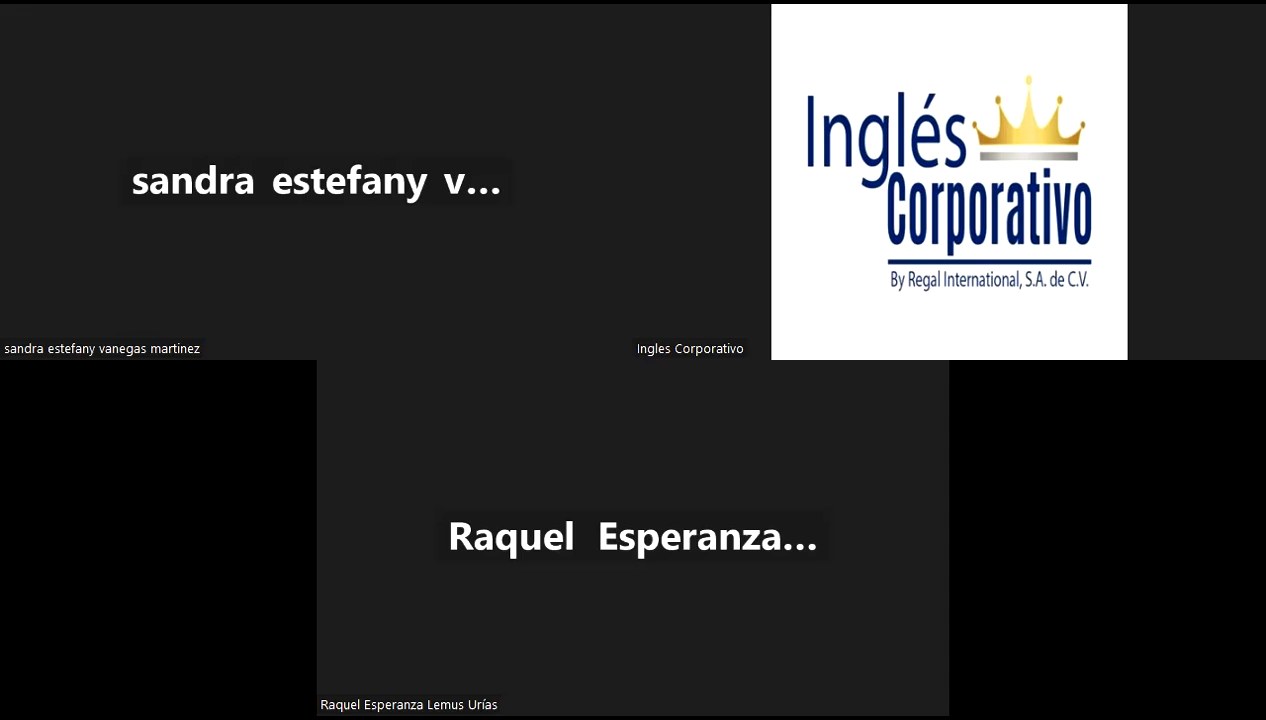 sandra estefany v...
sandra estefany vanegas martinez
Inglés
Corporativo
By Regal International, S.A. de C.V.
Ingles Corporativo
Raquel Esperanza...
Raquel Esperanza Lemus Urías